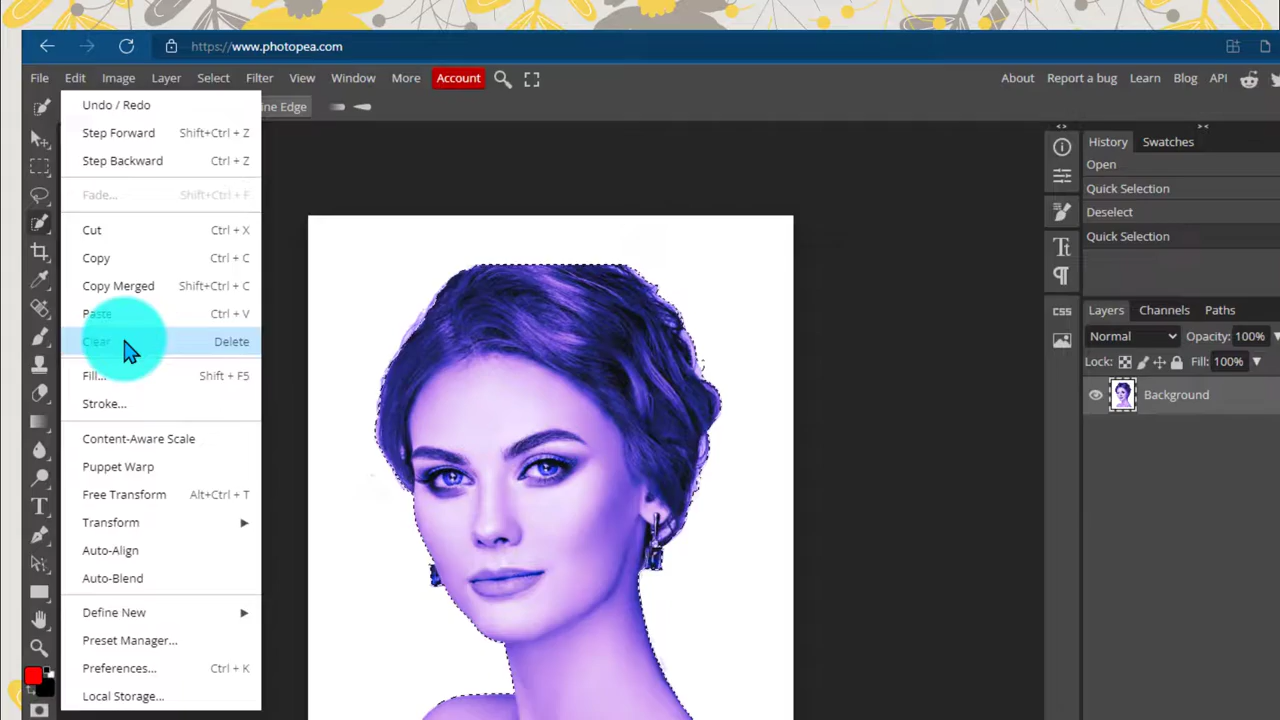 https://www.photopea.com
File Edit Image Layer Select Filter View Window More Account About Report a bug Learn Blog API
ine Edge
Undo / Redo
Step Forward Shift+Ctrl + Z
Step Backward Ctrl + Z
Fade... Shift+Ctrl + F
Cut Ctrl + X
Copy Ctrl + C
Copy Merged Shift+Ctrl + C
Paste Ctrl + V
Clear Delete
Fill... Shift + F5
Stroke...
Content-Aware Scale
Puppet Warp
Free Transform Alt+Ctrl + T
Transform
Auto-Align
Auto-Blend
Define New
Preset Manager...
Preferences... Ctrl + K
Local Storage...
History Swatches
Open
Quick Selection
Deselect
Quick Selection
CSS
Layers Channels Paths
Normal Opacity: 100%
Lock: Fill: 100%
Background